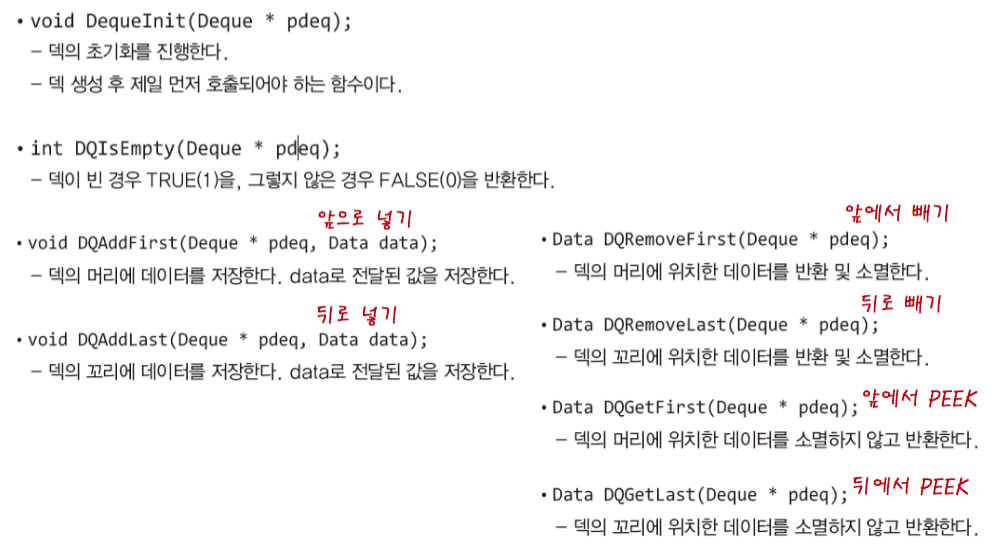 • void DequeInit(Deque * pdeq);
– 덱의 초기화를 진행한다.
– 덱 생성 후 제일 먼저 호출되어야 하는 함수이다.
• int DQIsEmpty(Deque * pdeq);
– 덱이 빈 경우 TRUE(1)을, 그렇지 않은 경우 FALSE(0)을 반환한다.
앞으로 넣기
• void DQAddFirst(Deque * pdeq, Data data);
– 덱의 머리에 데이터를 저장한다. data로 전달된 값을 저장한다.
뒤로 넣기
• void DQAddLast(Deque * pdeq, Data data);
– 덱의 꼬리에 데이터를 저장한다. data로 전달된 값을 저장한다.
앞에서 빼기
• Data DQRemoveFirst(Deque * pdeq);
– 덱의 머리에 위치한 데이터를 반환 및 소멸한다.
뒤로 빼기
• Data DQRemoveLast(Deque * pdeq);
– 덱의 꼬리에 위치한 데이터를 반환 및 소멸한다.
• Data DQGetFirst(Deque * pdeq); 앞에서 PEEK
– 덱의 머리에 위치한 데이터를 소멸하지 않고 반환한다.
• Data DQGetLast(Deque * pdeq); 뒤에서 PEEK
– 덱의 꼬리에 위치한 데이터를 소멸하지 않고 반환한다.